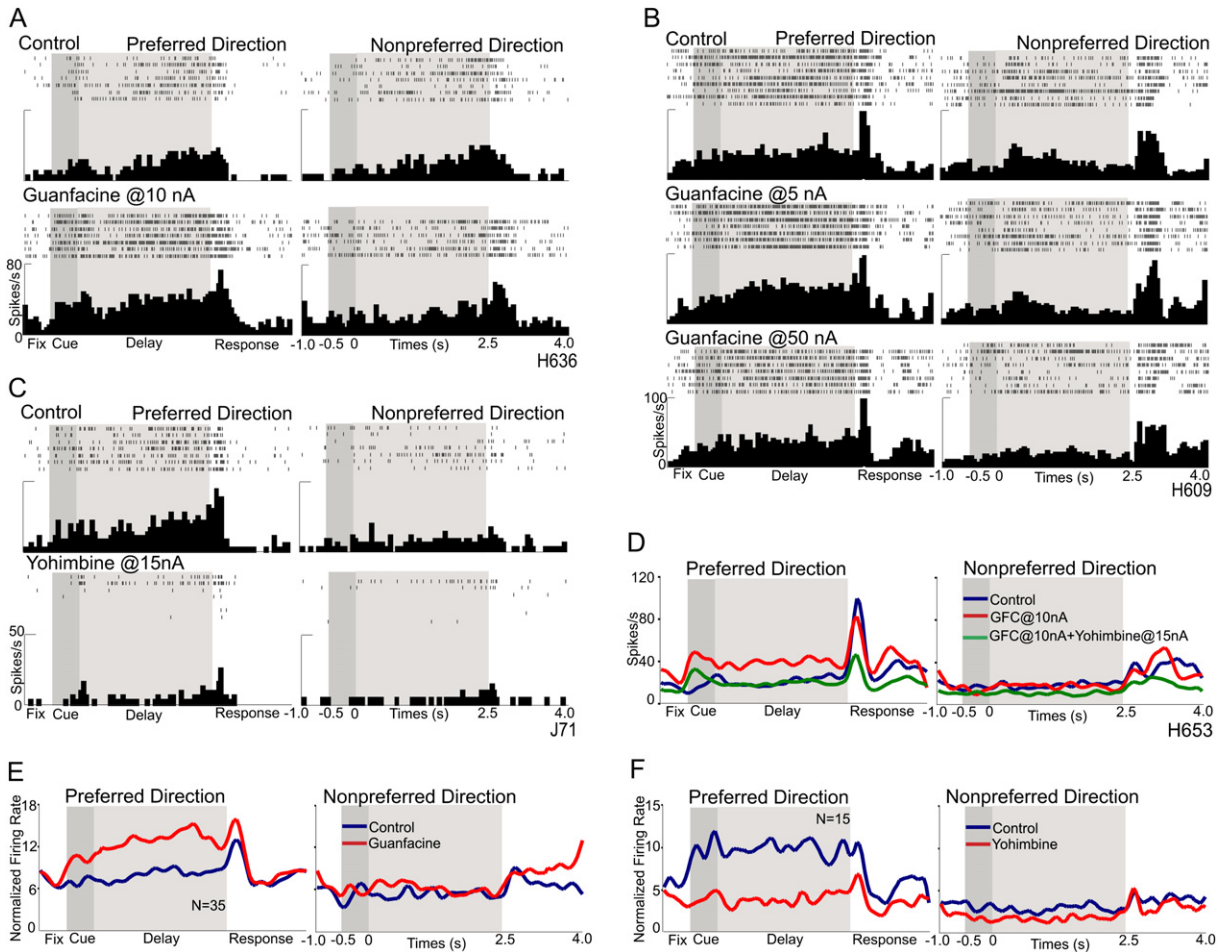 A
Control Preferred Direction Nonpreferred Direction
Guanfacine @10 nA
80
Spikes/s
0
Fix Cue Delay Response -1.0 -0.5 0 Times (s) 2.5 4.0
H636
B
Control Preferred Direction Nonpreferred Direction
Guanfacine @5 nA
Guanfacine @50 nA
100
Spikes/s
0
Fix Cue Delay Response -1.0 -0.5 0 Times (s) 2.5 4.0
H609
C
Control Preferred Direction Nonpreferred Direction
Yohimbine @15nA
50
Spikes/s
0
Fix Cue Delay Response -1.0 -0.5 0 Times (s) 2.5 4.0
J71
D
Preferred Direction Nonpreferred Direction
120
80
Spikes/s
40
0
Control
GFC@10nA
GFC@10nA+Yohimbine@15nA
Fix Cue Delay Response -1.0 -0.5 0 Times (s) 2.5 4.0
H653
E
Preferred Direction Nonpreferred Direction
Normalized Firing Rate
18
12
6
0
N=35
Control
Guanfacine
Fix Cue Delay Response -1.0 -0.5 0 Times (s) 2.5 4.0
F
Preferred Direction Nonpreferred Direction
Normalized Firing Rate
15
10
5
0
N=15
Control
Yohimbine
Fix Cue Delay Response -1.0 -0.5 0 Times (s) 2.5 4.0